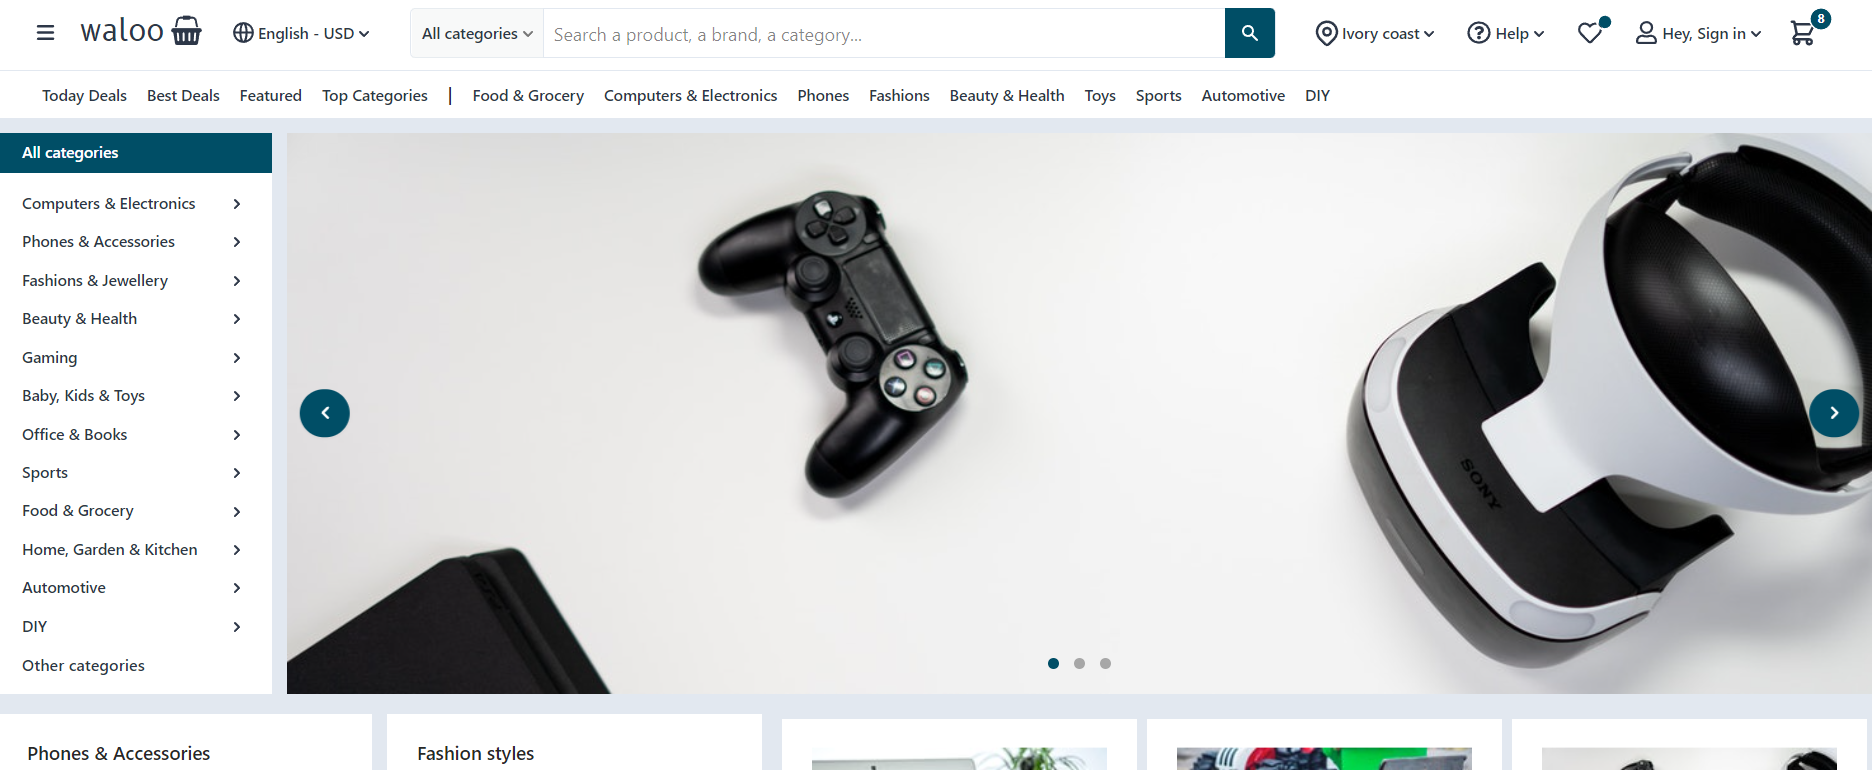 waloo
English - USD
All categories
Search a product, a brand, a category...
Ivory coast
Help
Hey, Sign in
8
Today Deals
Best Deals
Featured
Top Categories
|
Food & Grocery
Computers & Electronics
Phones
Fashions
Beauty & Health
Toys
Sports
Automotive
DIY
All categories
Computers & Electronics
Phones & Accessories
Fashions & Jewellery
Beauty & Health
Gaming
Baby, Kids & Toys
Office & Books
Sports
Food & Grocery
Home, Garden & Kitchen
Automotive
DIY
Other categories
SONY
Phones & Accessories
Fashion styles